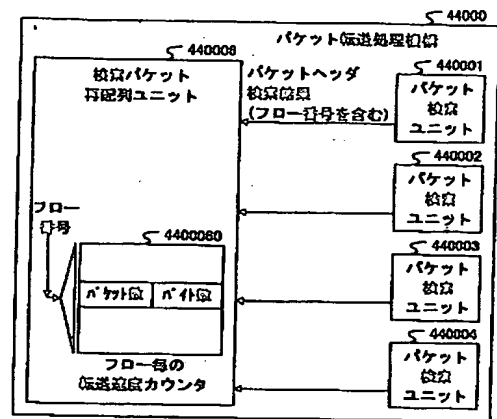 44000
パケット転送処理機構
440006
検索パケット
再配列ユニット
パケットヘッダ
検索結果
(フロー番号を含む)
440001
パケット
検索
ユニット
440002
パケット
検索
ユニット
フロー
番号
4400060
パケット数
バイト数
フロー毎の
転送速度カウンタ
440003
パケット
検索
ユニット
440004
パケット
検索
ユニット